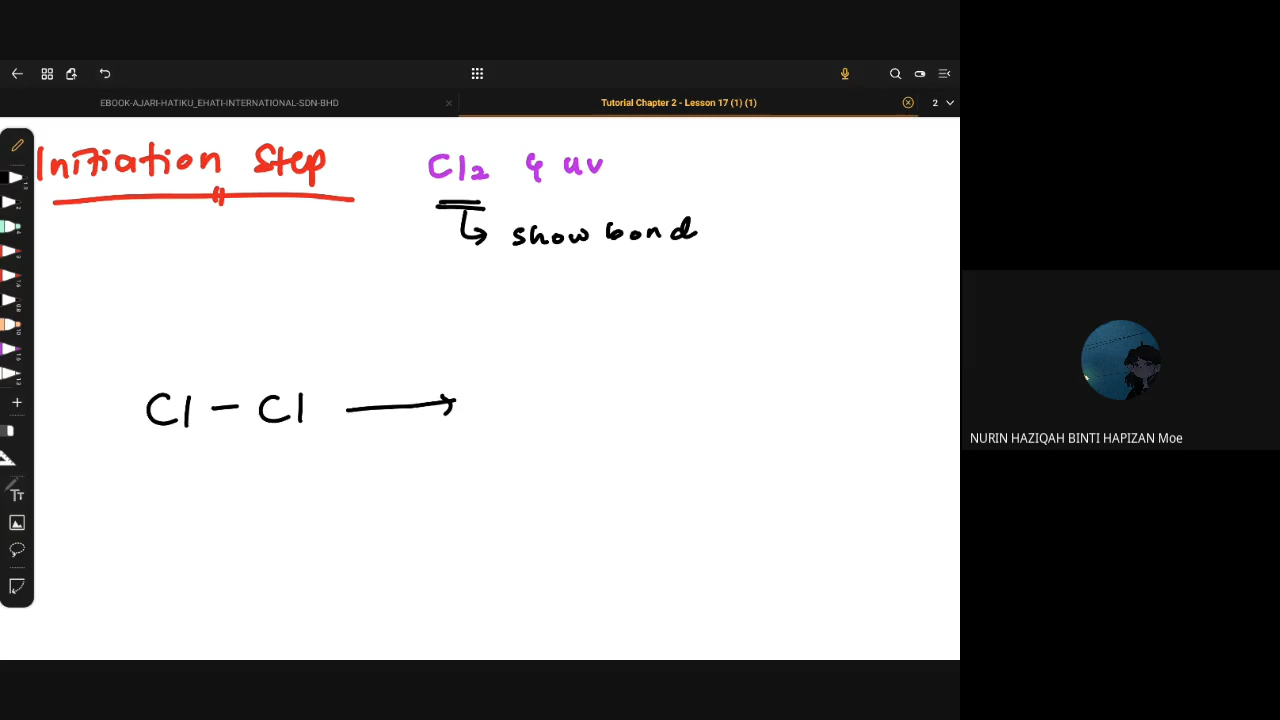 EBOOK-AJARI-HATIKU_EHATI-INTERNATIONAL-SDN-BHD
Tutorial Chapter 2 - Lesson 17 (1) (1)
2
Initiation Step
Cl2 & uv
show bond
Cl - Cl →
Tt
NURIN HAZIQAH BINTI HAPIZAN Moe